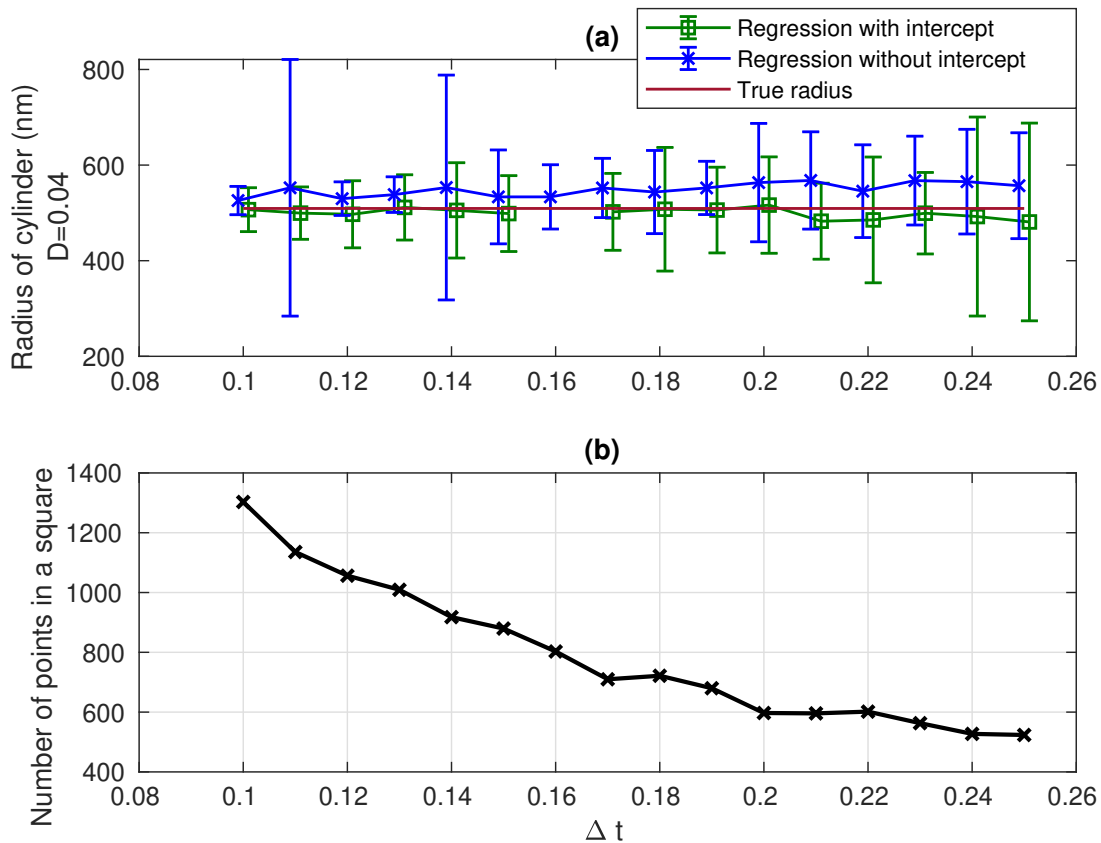 (a)
Regression with intercept
Regression without intercept
True radius
Radius of cylinder (nm)
D=0.04
800
600
400
200
0.08 0.1 0.12 0.14 0.16 0.18 0.2 0.22 0.24 0.26
(b)
Number of points in a square
1400
1200
1000
800
600
400
0.08 0.1 0.12 0.14 0.16 0.18 0.2 0.22 0.24 0.26
Δ t